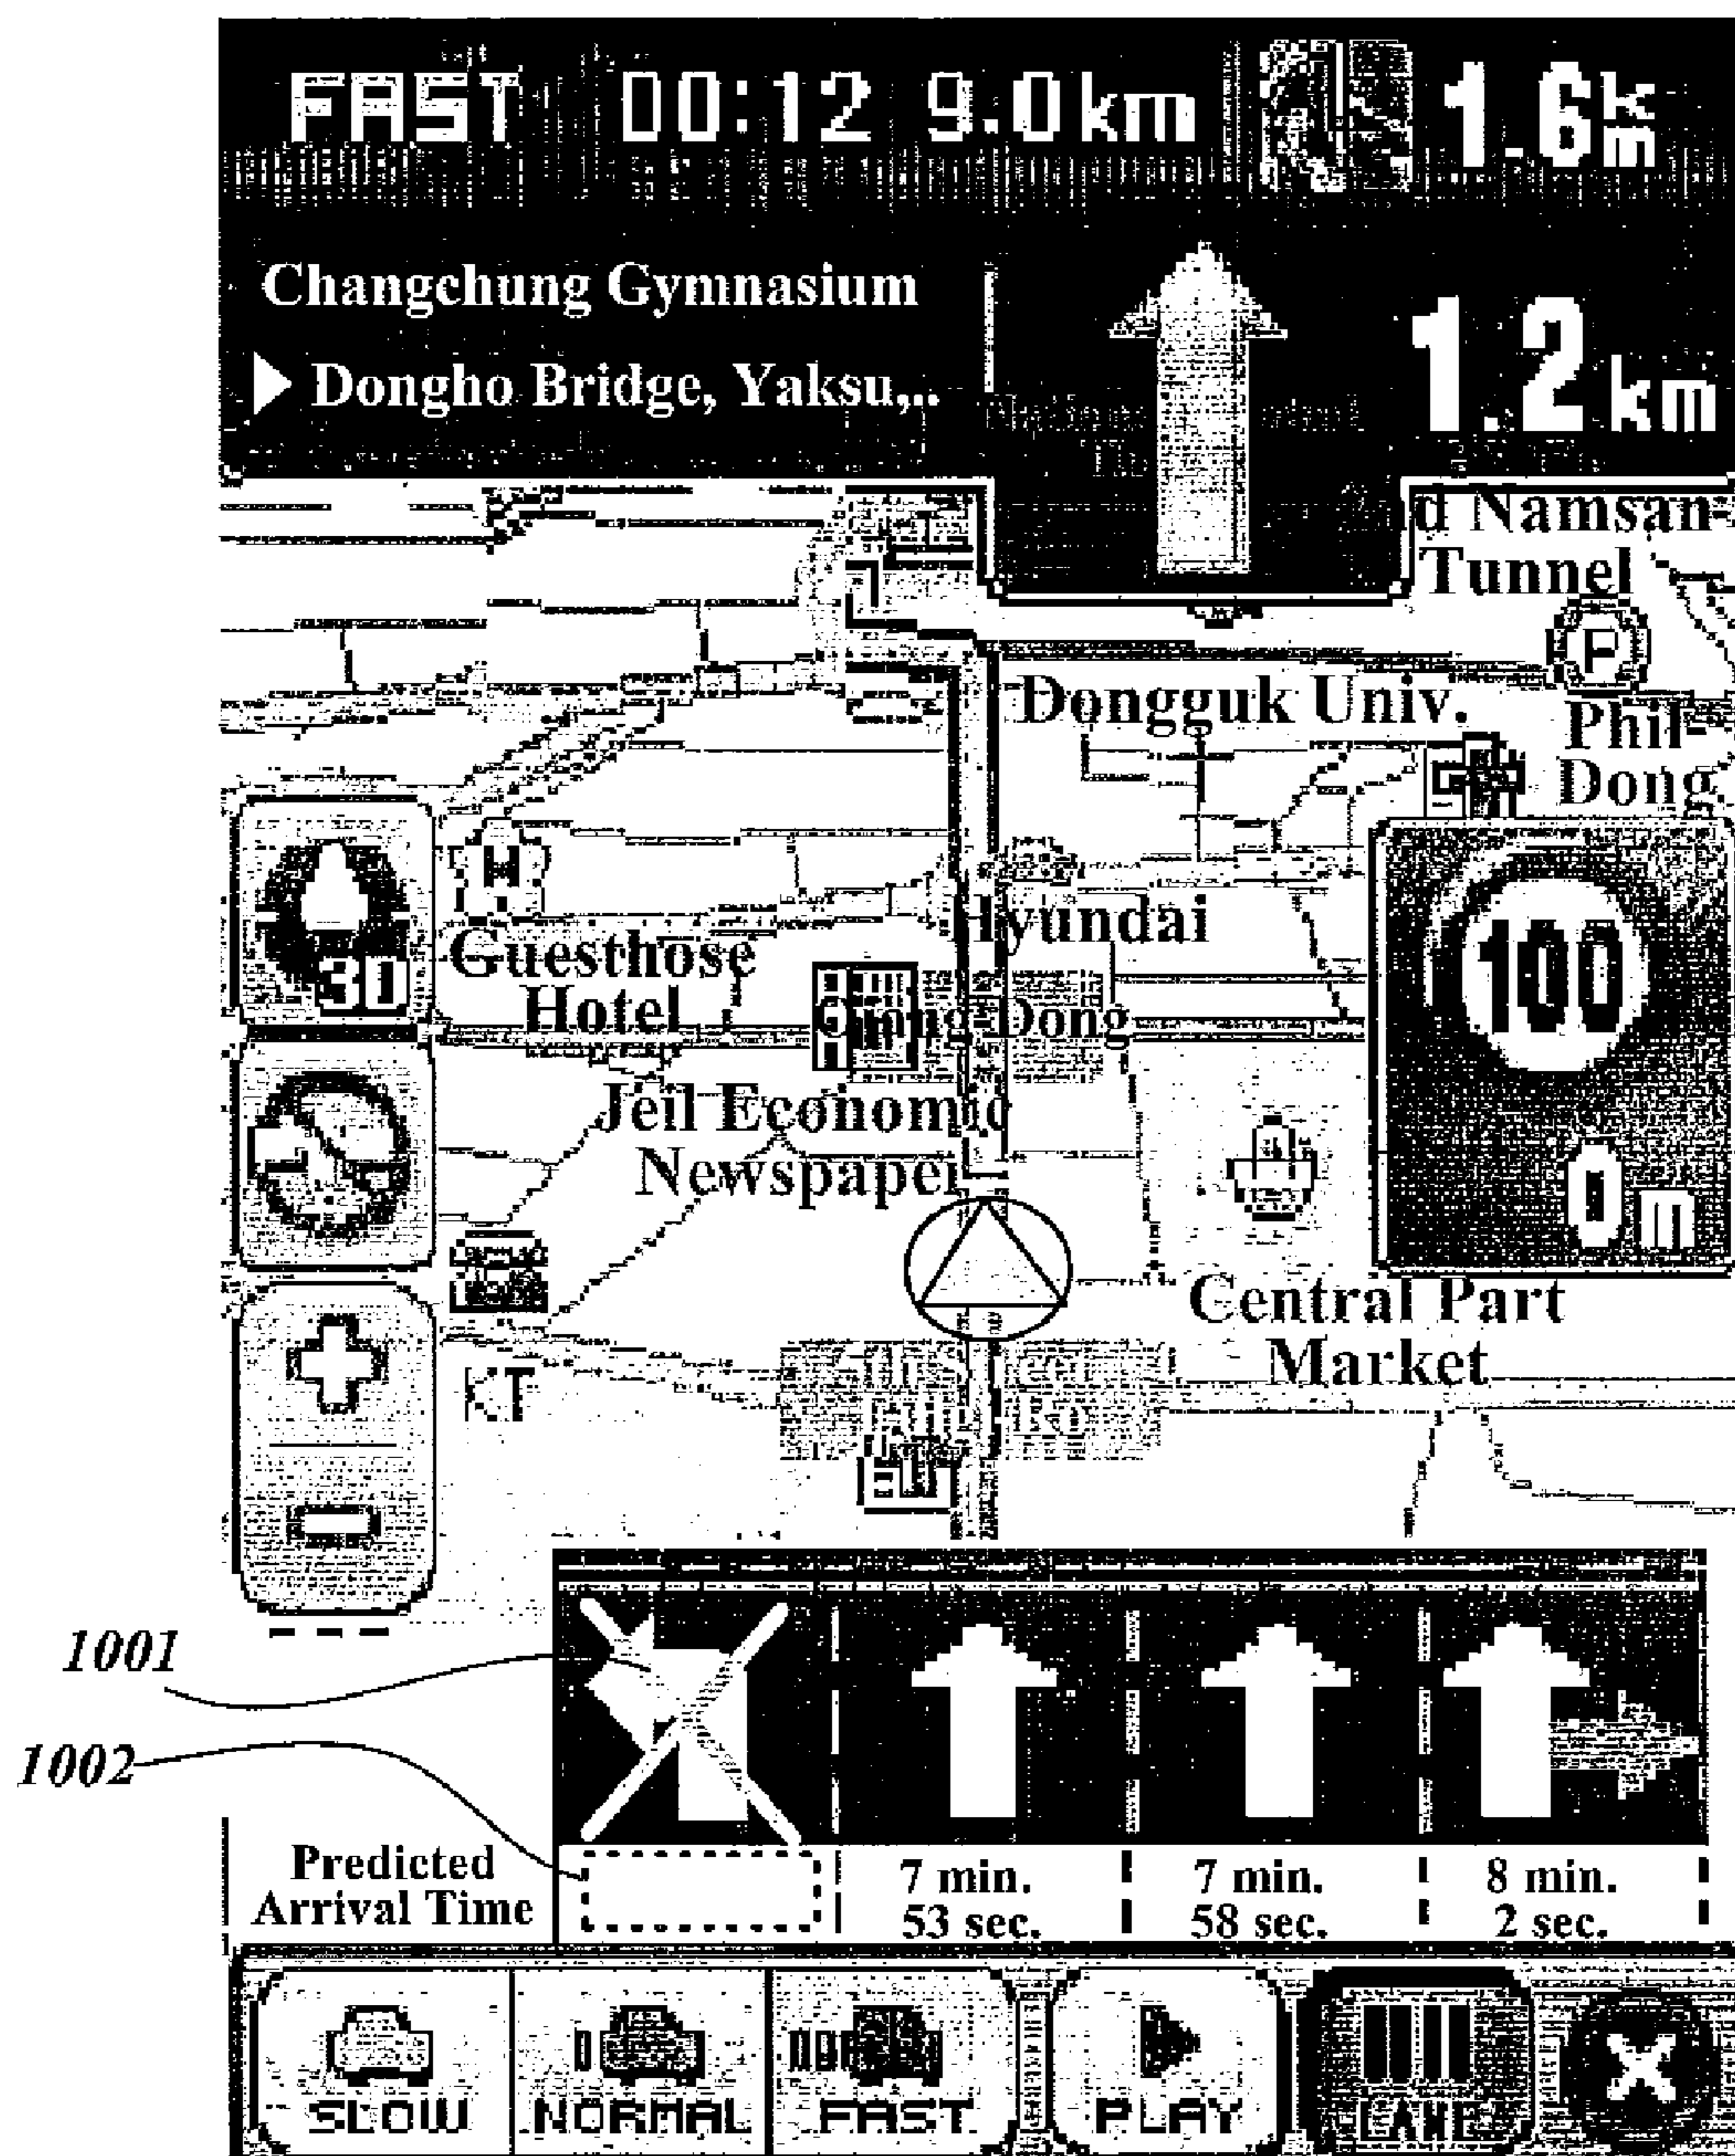 FAST 00:12 9.0km 1.6km
Changchung Gymnasium
Dongho Bridge, Yaksu,..
1.2km
d Namsan-
Tunnel
P
Dongguk Univ.
Phil-
Dong
H
Hyundai
100
Guesthose
Hotel
3D
Dong
Jeil Economic
Newspaper
0m
Central Part
Market
KT
1001
1002
Predicted
Arrival Time
7 min.
53 sec.
7 min.
58 sec.
8 min.
2 sec.
SLOW NORMAL FAST PLAY LANE